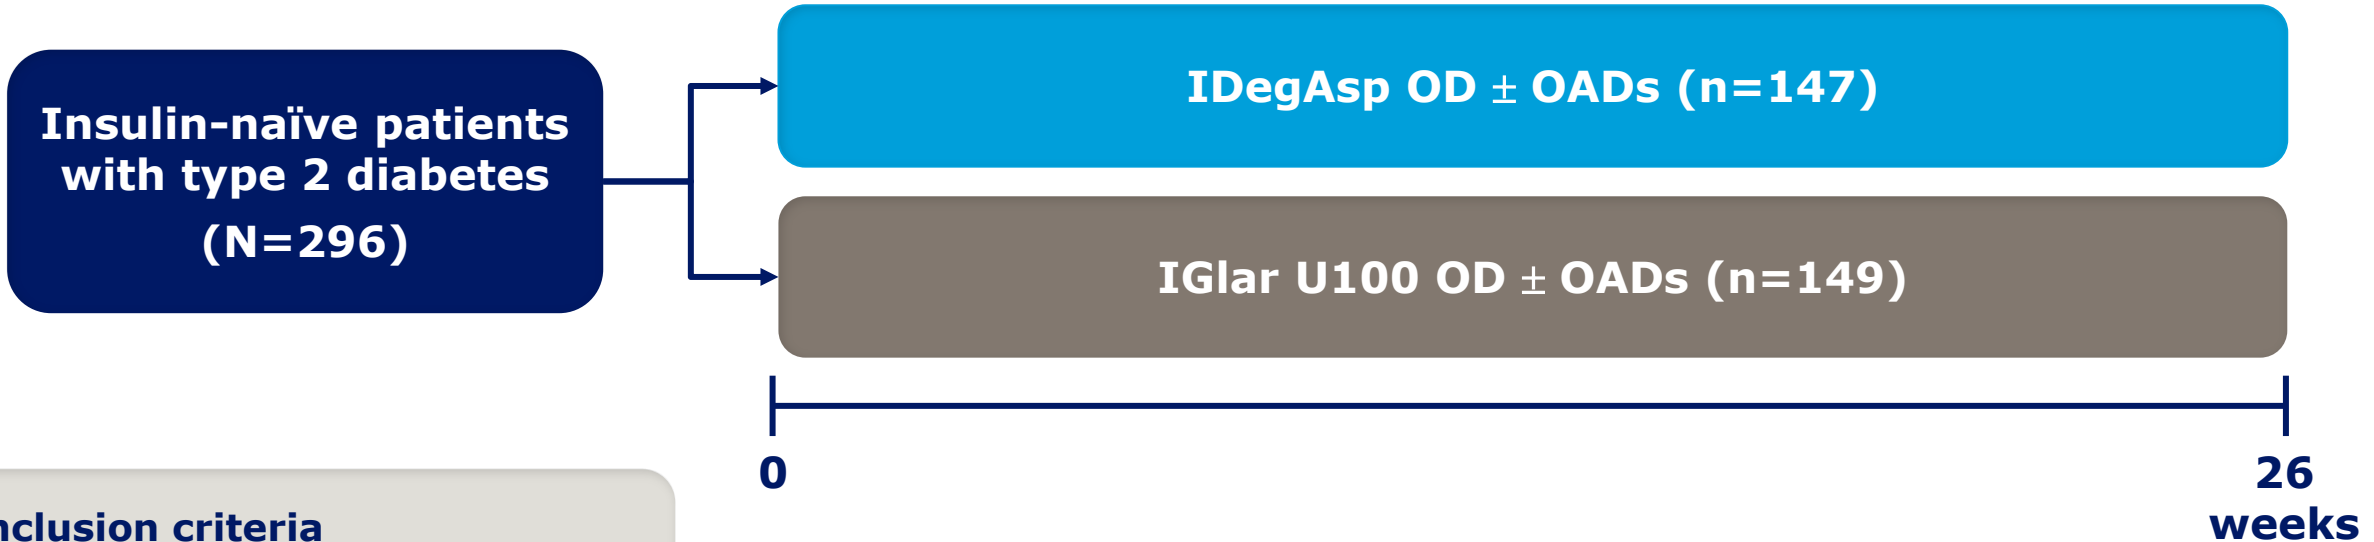 Insulin-naïve patients
with type 2 diabetes
(N=296)
IDegAsp OD ± OADs (n=147)
IGlar U100 OD ± OADs (n=149)
0
26
weeks
nclusion criteria